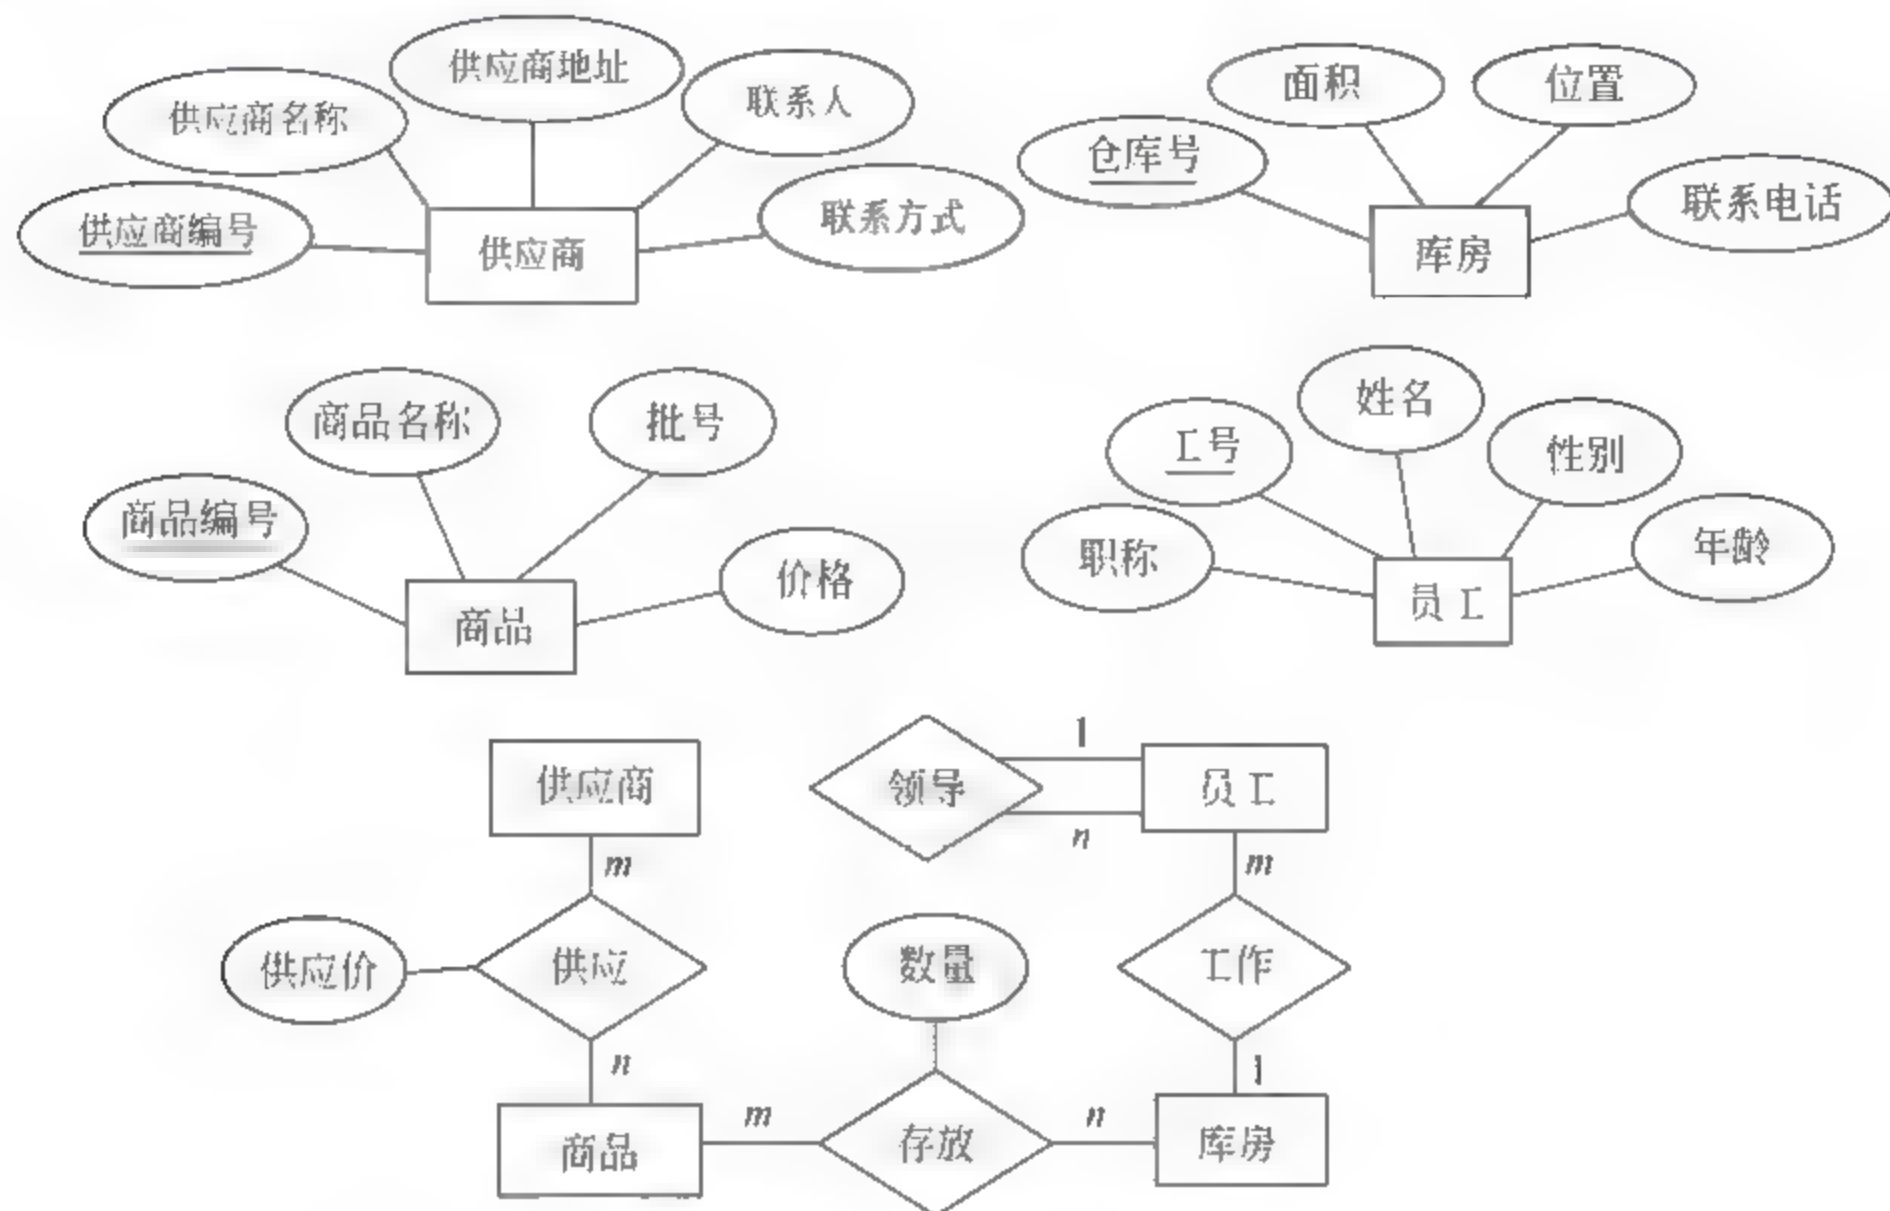 供应商地址
供应商名称
联系人
供应商编号
联系方式
供应商
面积
位置
仓库号
联系电话
库房
商品名称
批号
商品编号
价格
商品
姓名
工号
性别
职称
年龄
员工
供应商
m
供应
供应价
n
商品
m
存放
数量
n
库房
1
工作
m
员工
1
n
领导